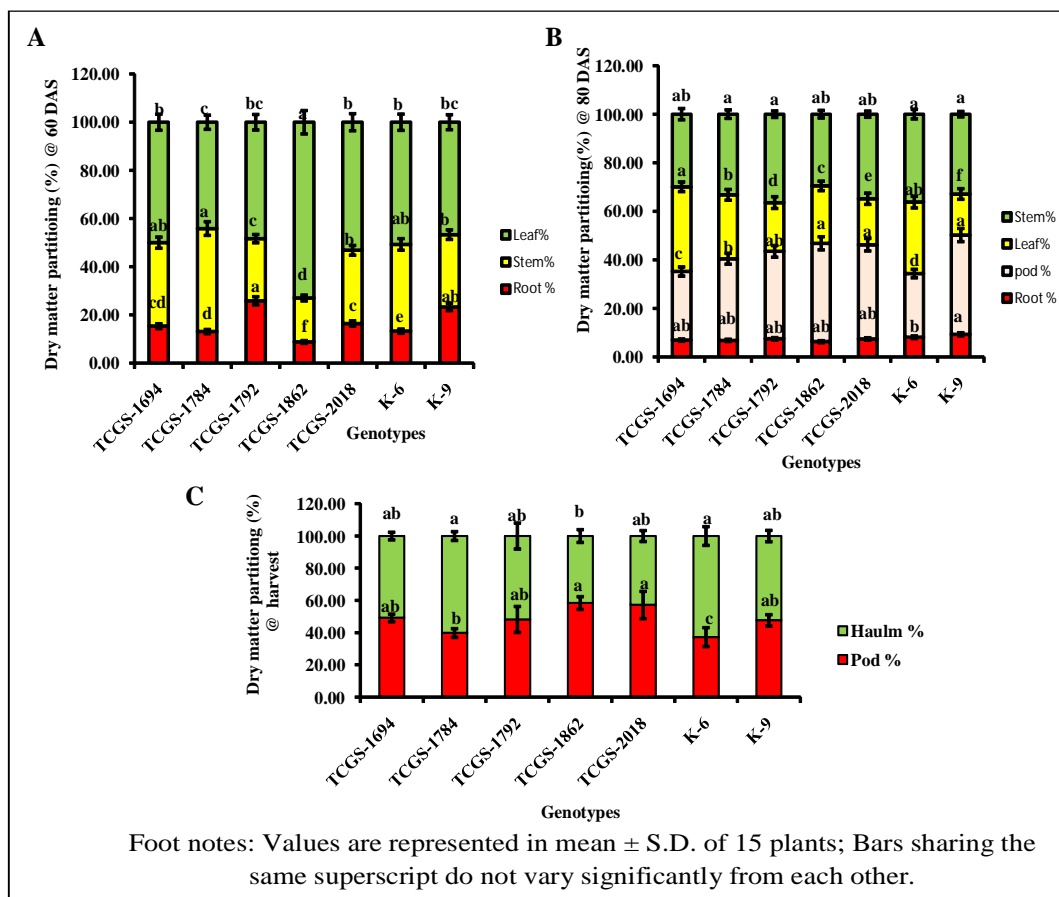 A
Dry matter partitioing (%) @ 60 DAS
120.00
100.00
80.00
60.00
40.00
20.00
0.00
b c bc a b b bc
ab a c d b ab b
cd d a f c e ab
TCGS-1694
TCGS-1784
TCGS-1792
TCGS-1862
TCGS-2018
K-6
K-9
Genotypes
Leaf%
Stem%
Root %
B
Dry matter partitioing(%) @ 80 DAS
120.00
100.00
80.00
60.00
40.00
20.00
0.00
ab a a ab ab a a
a b d c e ab f
c b ab a a d a
ab ab ab ab ab b a
TCGS-1694
TCGS-1784
TCGS-1792
TCGS-1862
TCGS-2018
K-6
K-9
Genotypes
Stem%
Leaf%
pod %
Root %
C
Dry matter partitiong (%)
@ harvest
120.00
100.00
80.00
60.00
40.00
20.00
0.00
ab a ab b ab a ab
ab b ab a a c ab
TCGS-1694
TCGS-1784
TCGS-1792
TCGS-1862
TCGS-2018
K-6
K-9
Genotypes
Haulm %
Pod %
Foot notes: Values are represented in mean ± S.D. of 15 plants; Bars sharing the
same superscript do not vary significantly from each other.